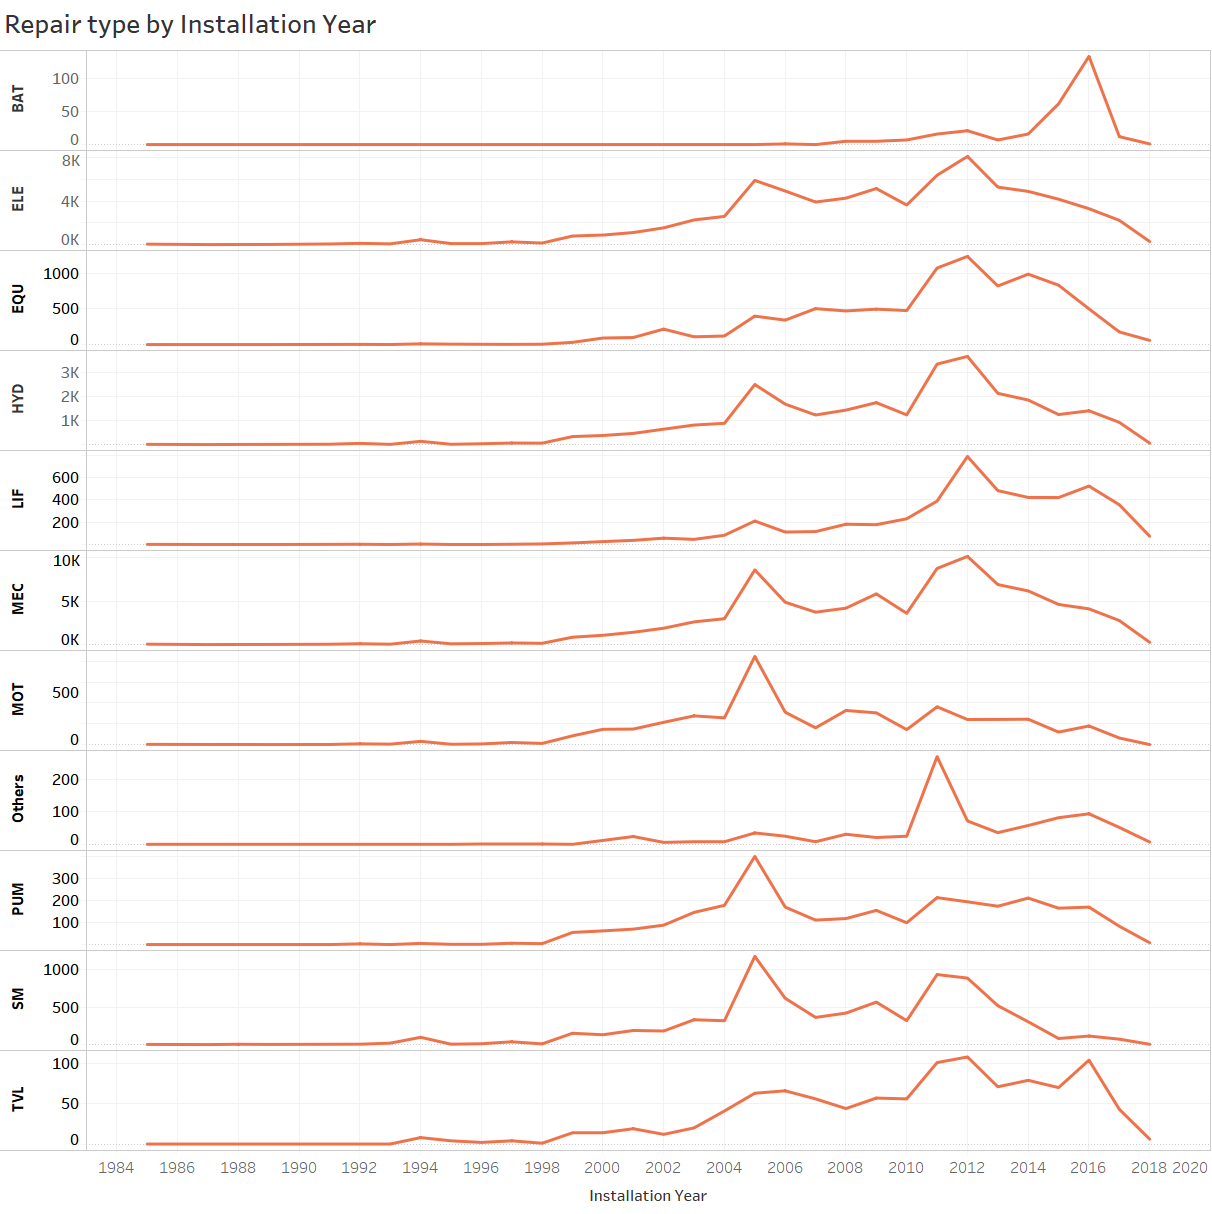 Repair type by Installation Year
BAT
100
50
0
ELE
8K
4K
0K
EQU
1000
500
0
HYD
3K
2K
1K
LIF
600
400
200
MEC
10K
5K
0K
MOT
500
0
Others
200
100
0
PUM
300
200
100
SM
1000
500
0
TVL
100
50
0
1984 1986 1988 1990 1992 1994 1996 1998 2000 2002 2004 2006 2008 2010 2012 2014 2016 2018 2020
Installation Year